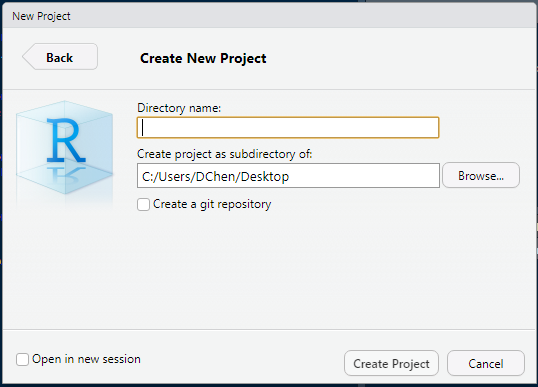 New Project
Back
Create New Project
R
Directory name:
Create project as subdirectory of:
C:/Users/DChen/Desktop
Browse...
Create a git repository
Open in new session
Create Project
Cancel